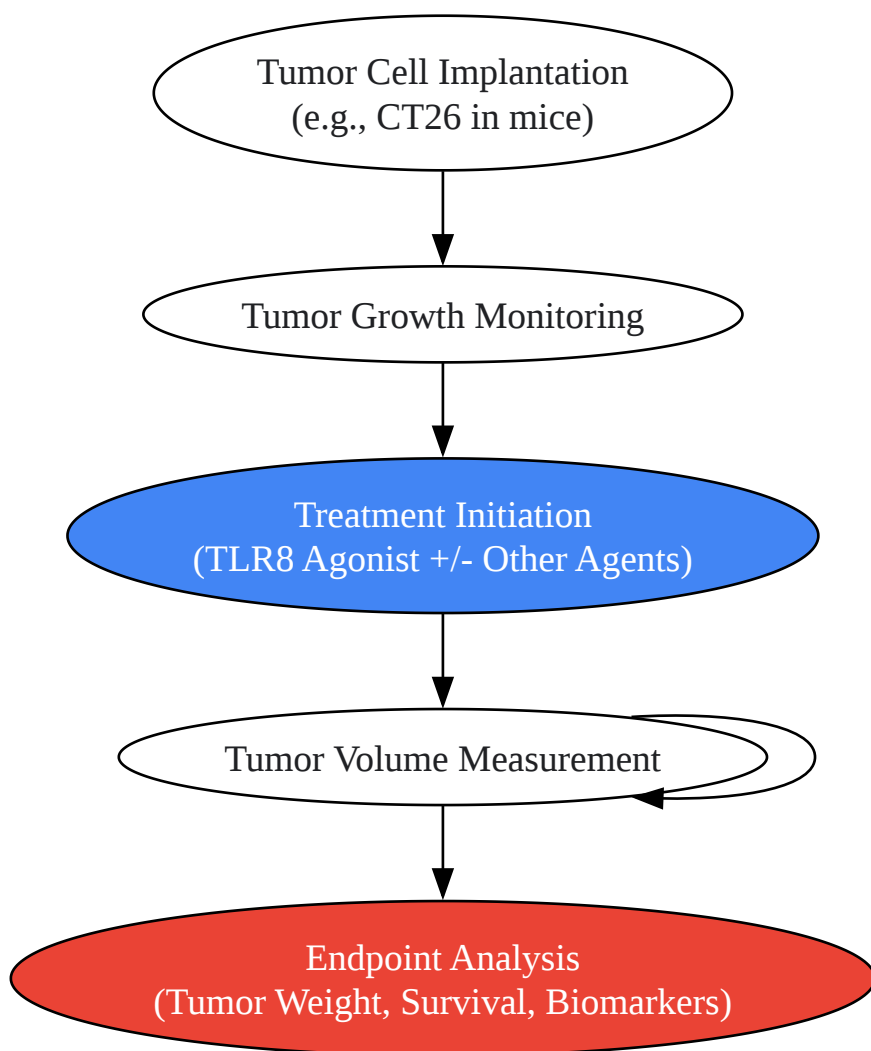 Tumor Cell Implantation
(e.g., CT26 in mice)
Tumor Growth Monitoring
Treatment Initiation
(TLR8 Agonist +/- Other Agents)
Tumor Volume Measurement
Endpoint Analysis
(Tumor Weight, Survival, Biomarkers)